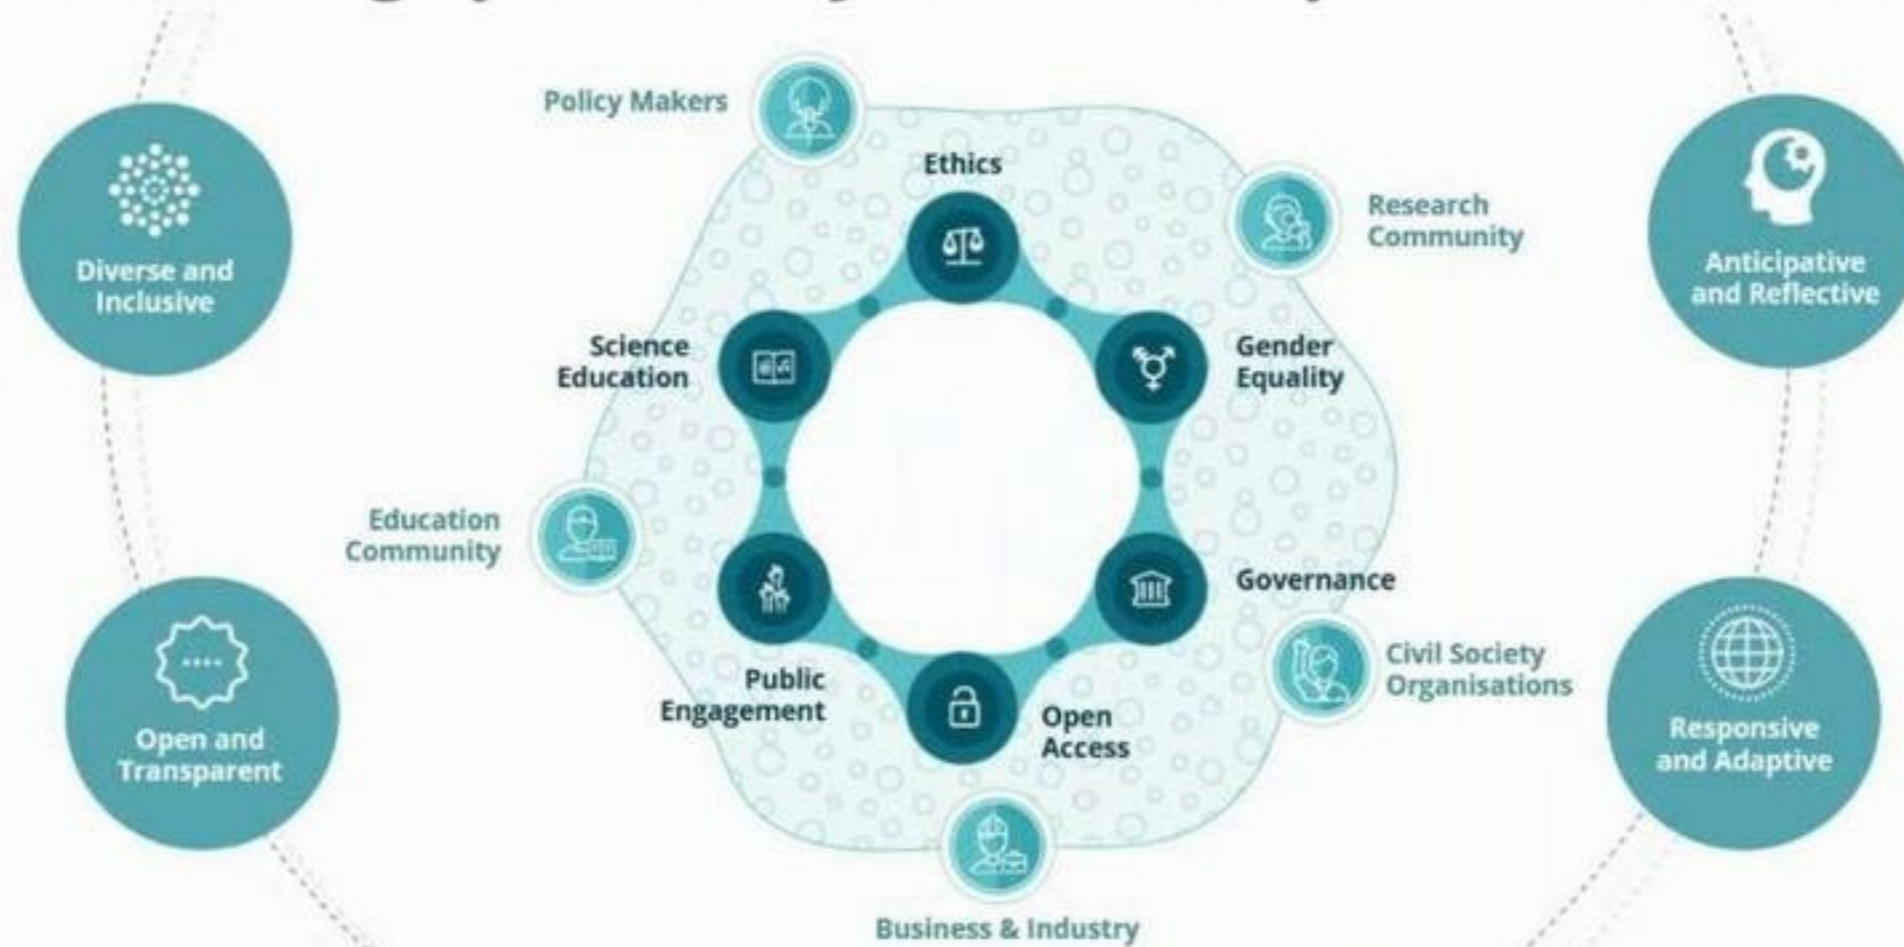 Policy Makers
Ethics
Research
Community
Diverse and
Inclusive
Anticipative
and Reflective
Science
Education
Gender
Equality
Education
Community
Governance
Public
Engagement
Open
Access
Civil Society
Organisations
Open and
Transparent
Responsive
and Adaptive
Business & Industry